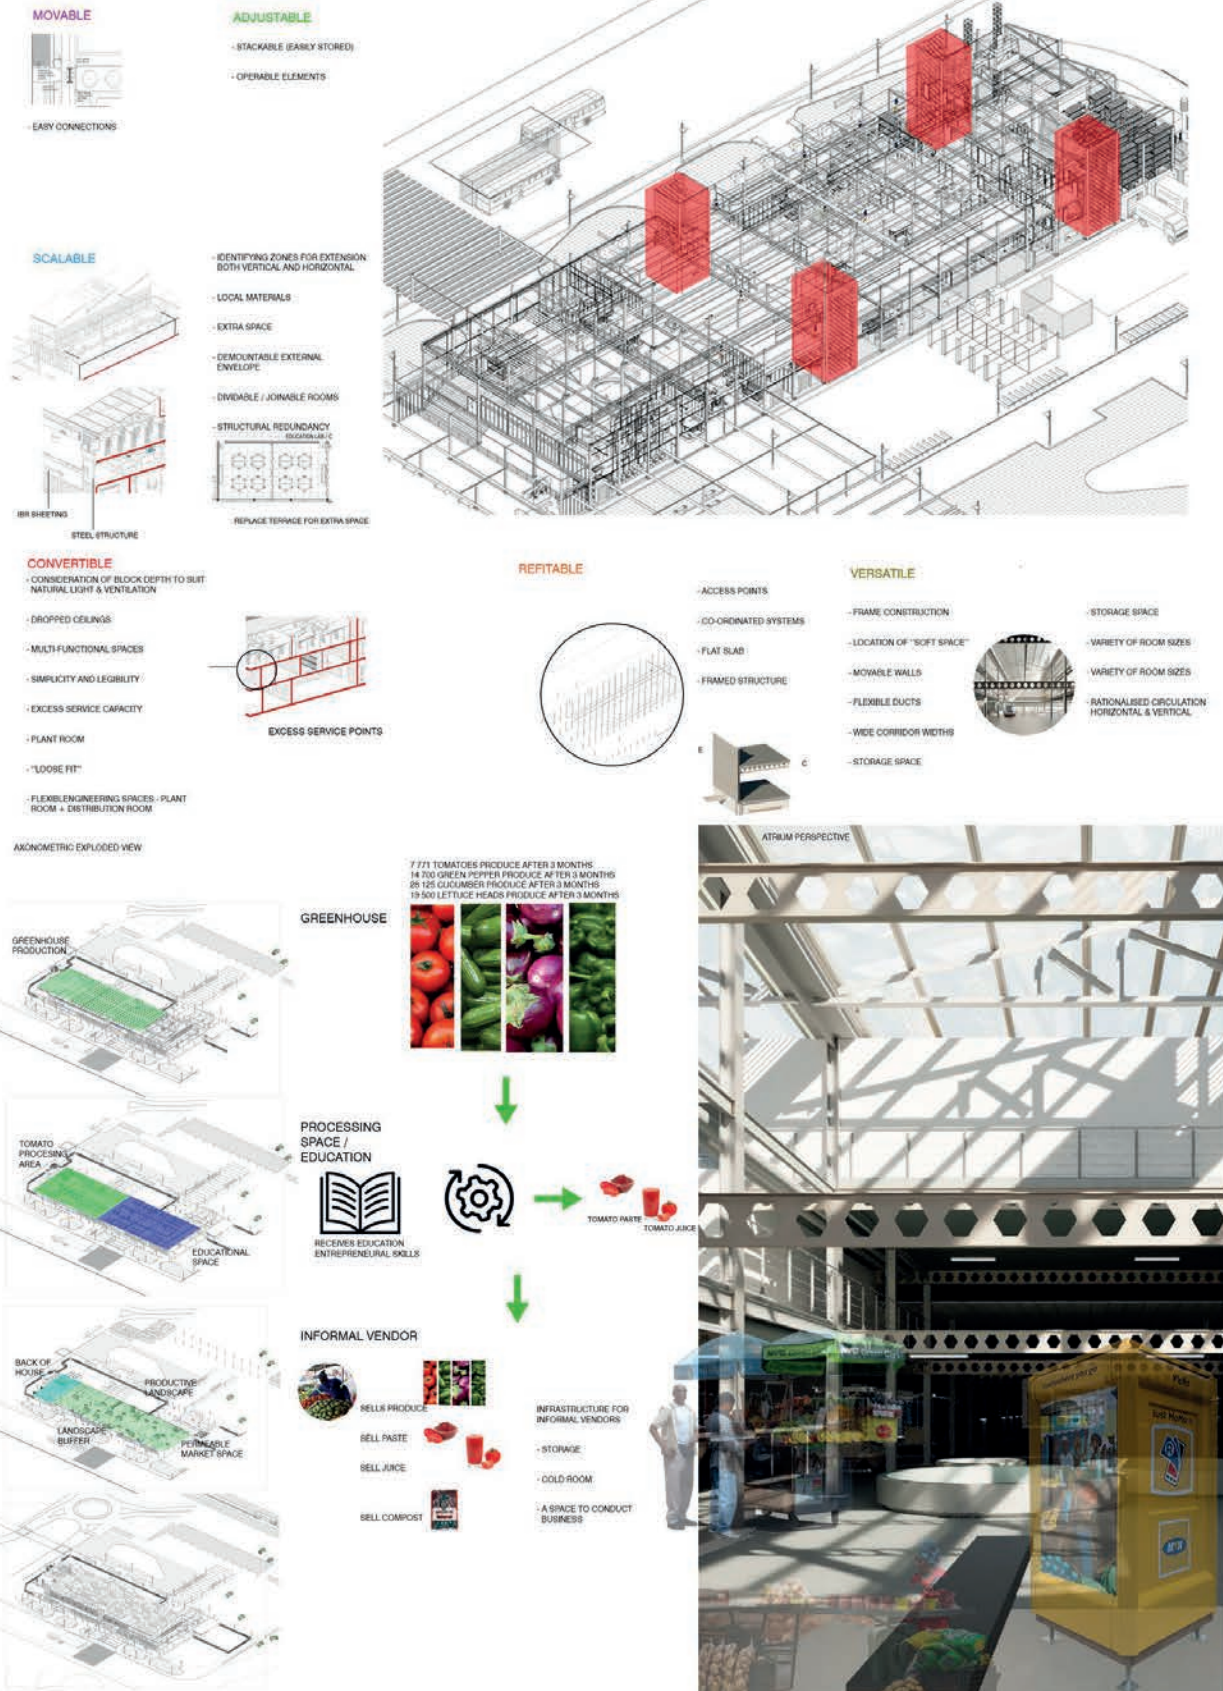 MOVABLE
- EASY CONNECTIONS
ADJUSTABLE
- STACKABLE (EASILY STORED)
- OPERABLE ELEMENTS
SCALABLE
IBR SHEETING
STEEL STRUCTURE
- IDENTIFYING ZONES FOR EXTENSION
BOTH VERTICAL AND HORIZONTAL
- LOCAL MATERIALS
- EXTRA SPACE
- DEMOUNTABLE EXTERNAL
ENVELOPE
- DIVIDABLE / JOINABLE ROOMS
- STRUCTURAL REDUNDANCY
EDUCATION LAB / C
REPLACE TERRACE FOR EXTRA SPACE
CONVERTIBLE
- CONSIDERATION OF BLOCK DEPTH TO SUIT
NATURAL LIGHT & VENTILATION
- DROPPED CEILINGS
- MULTI-FUNCTIONAL SPACES
- SIMPLICITY AND LEGIBILITY
- EXCESS SERVICE CAPACITY
- PLANT ROOM
- "LOOSE FIT"
- FLEXIBLENGINEERING SPACES - PLANT
ROOM + DISTRIBUTION ROOM
EXCESS SERVICE POINTS
REFITABLE
- ACCESS POINTS
- CO-ORDINATED SYSTEMS
- FLAT SLAB
- FRAMED STRUCTURE
E
C
VERSATILE
- FRAME CONSTRUCTION
- LOCATION OF "SOFT SPACE"
- MOVABLE WALLS
- FLEXIBLE DUCTS
- WIDE CORRIDOR WIDTHS
- STORAGE SPACE
- STORAGE SPACE
- VARIETY OF ROOM SIZES
- VARIETY OF ROOM SIZES
- RATIONALISED CIRCULATION
HORIZONTAL & VERTICAL
AXONOMETRIC EXPLODED VIEW
GREENHOUSE
PRODUCTION
GREENHOUSE
7 771 TOMATOES PRODUCE AFTER 3 MONTHS
14 700 GREEN PEPPER PRODUCE AFTER 3 MONTHS
28 125 CUCUMBER PRODUCE AFTER 3 MONTHS
19 500 LETTUCE HEADS PRODUCE AFTER 3 MONTHS
TOMATO
PROCESING
AREA
EDUCATIONAL
SPACE
PROCESSING
SPACE /
EDUCATION
RECEIVES EDUCATION
ENTREPRENEURAL SKILLS
TOMATO PASTE
TOMATO JUICE
BACK OF
HOUSE
PRODUCTIVE
LANDSCAPE
LANDSCAPE
BUFFER
PERMEABLE
MARKET SPACE
INFORMAL VENDOR
SELLS PRODUCE
SELL PASTE
SELL JUICE
SELL COMPOST
INFRASTRUCTURE FOR
INFORMAL VENDORS
- STORAGE
- COLD ROOM
- A SPACE TO CONDUCT
BUSINESS
ATRIUM PERSPECTIVE
MTN